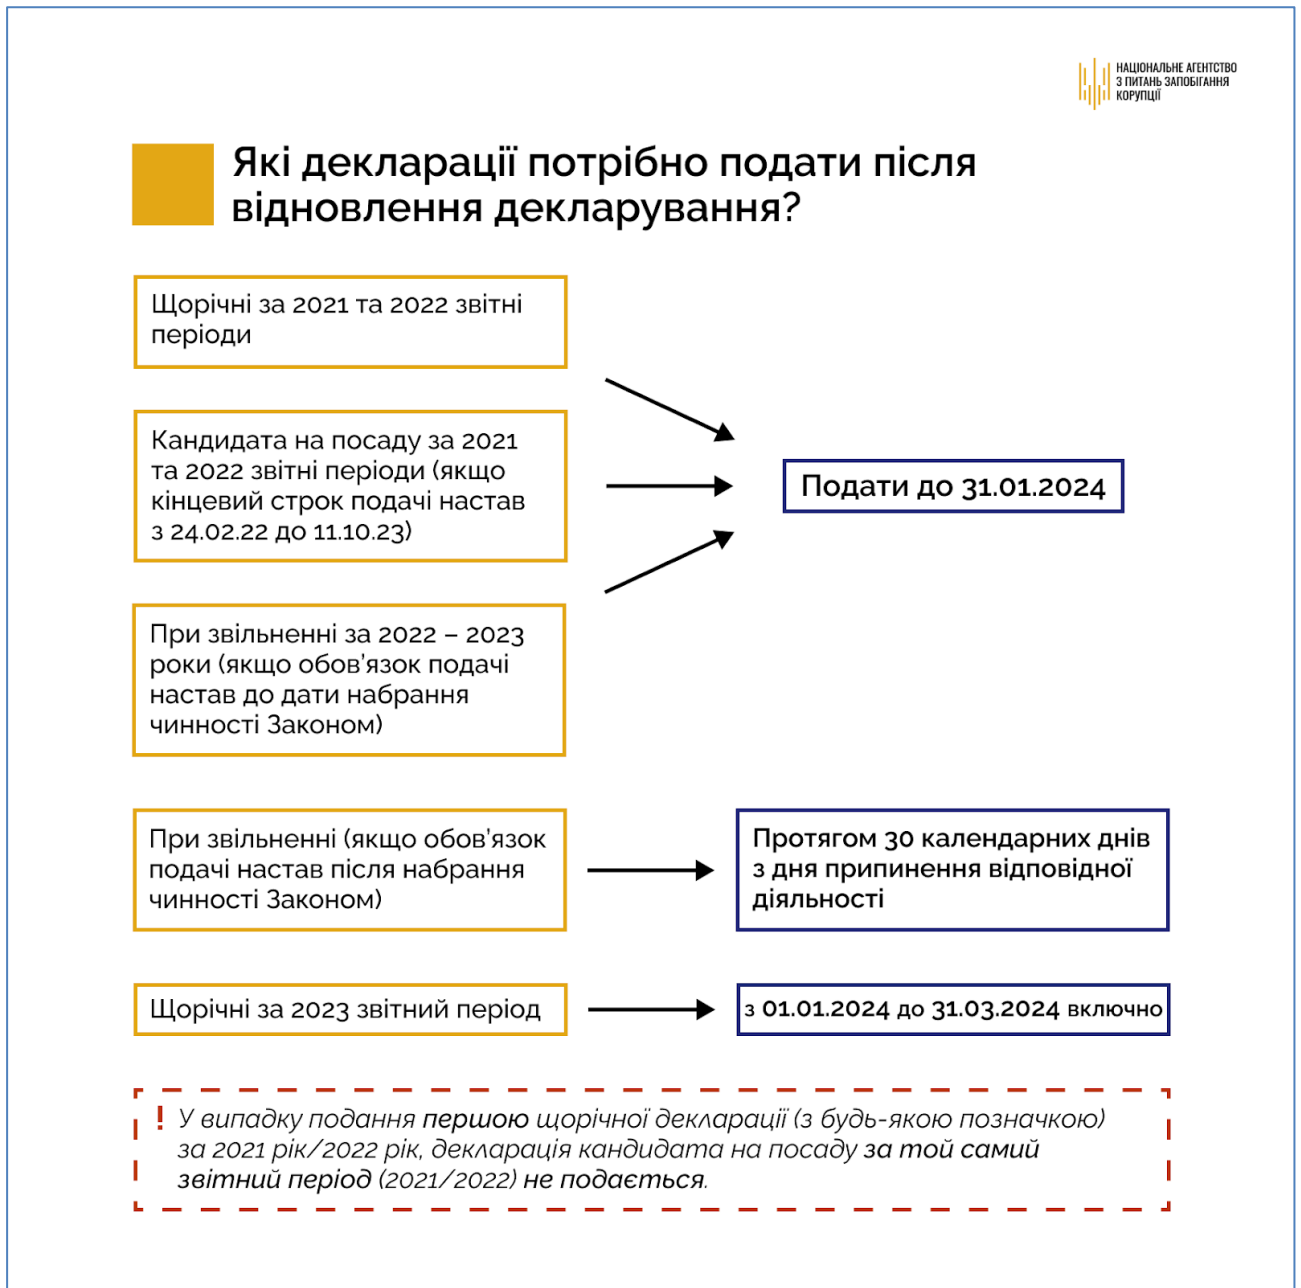 НАЦІОНАЛЬНЕ АГЕНТСТВО
З ПИТАНЬ ЗАПОБІГАННЯ
КОРУПЦІЇ
Які декларації потрібно подати після
відновлення декларування?
Щорічні за 2021 та 2022 звітні
періоди
Кандидата на посаду за 2021
та 2022 звітні періоди (якщо
кінцевий строк подачі настав
з 24.02.22 до 11.10.23)
Подати до 31.01.2024
При звільненні за 2022 – 2023
роки (якщо обов’язок подачі
настав до дати набрання
чинності Законом)
При звільненні (якщо обов’язок
подачі настав після набрання
чинності Законом)
Протягом 30 календарних днів
з дня припинення відповідної
діяльності
Щорічні за 2023 звітний період
з 01.01.2024 до 31.03.2024 включно
! У випадку подання першою щорічної декларації (з будь-якою позначкою)
за 2021 рік/2022 рік, декларація кандидата на посаду за той самий
звітний період (2021/2022) не подається.